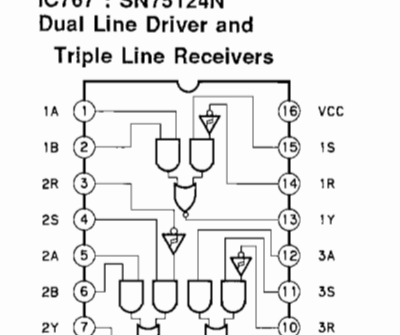 IC767 : SN75124N
Dual Line Driver and
Triple Line Receivers
1A 1 16 VCC
1B 2 15 1S
2R 3 14 1R
2S 4 13 1Y
2A 5 12 3A
2B 6 11 3S
2Y 7 10 3R